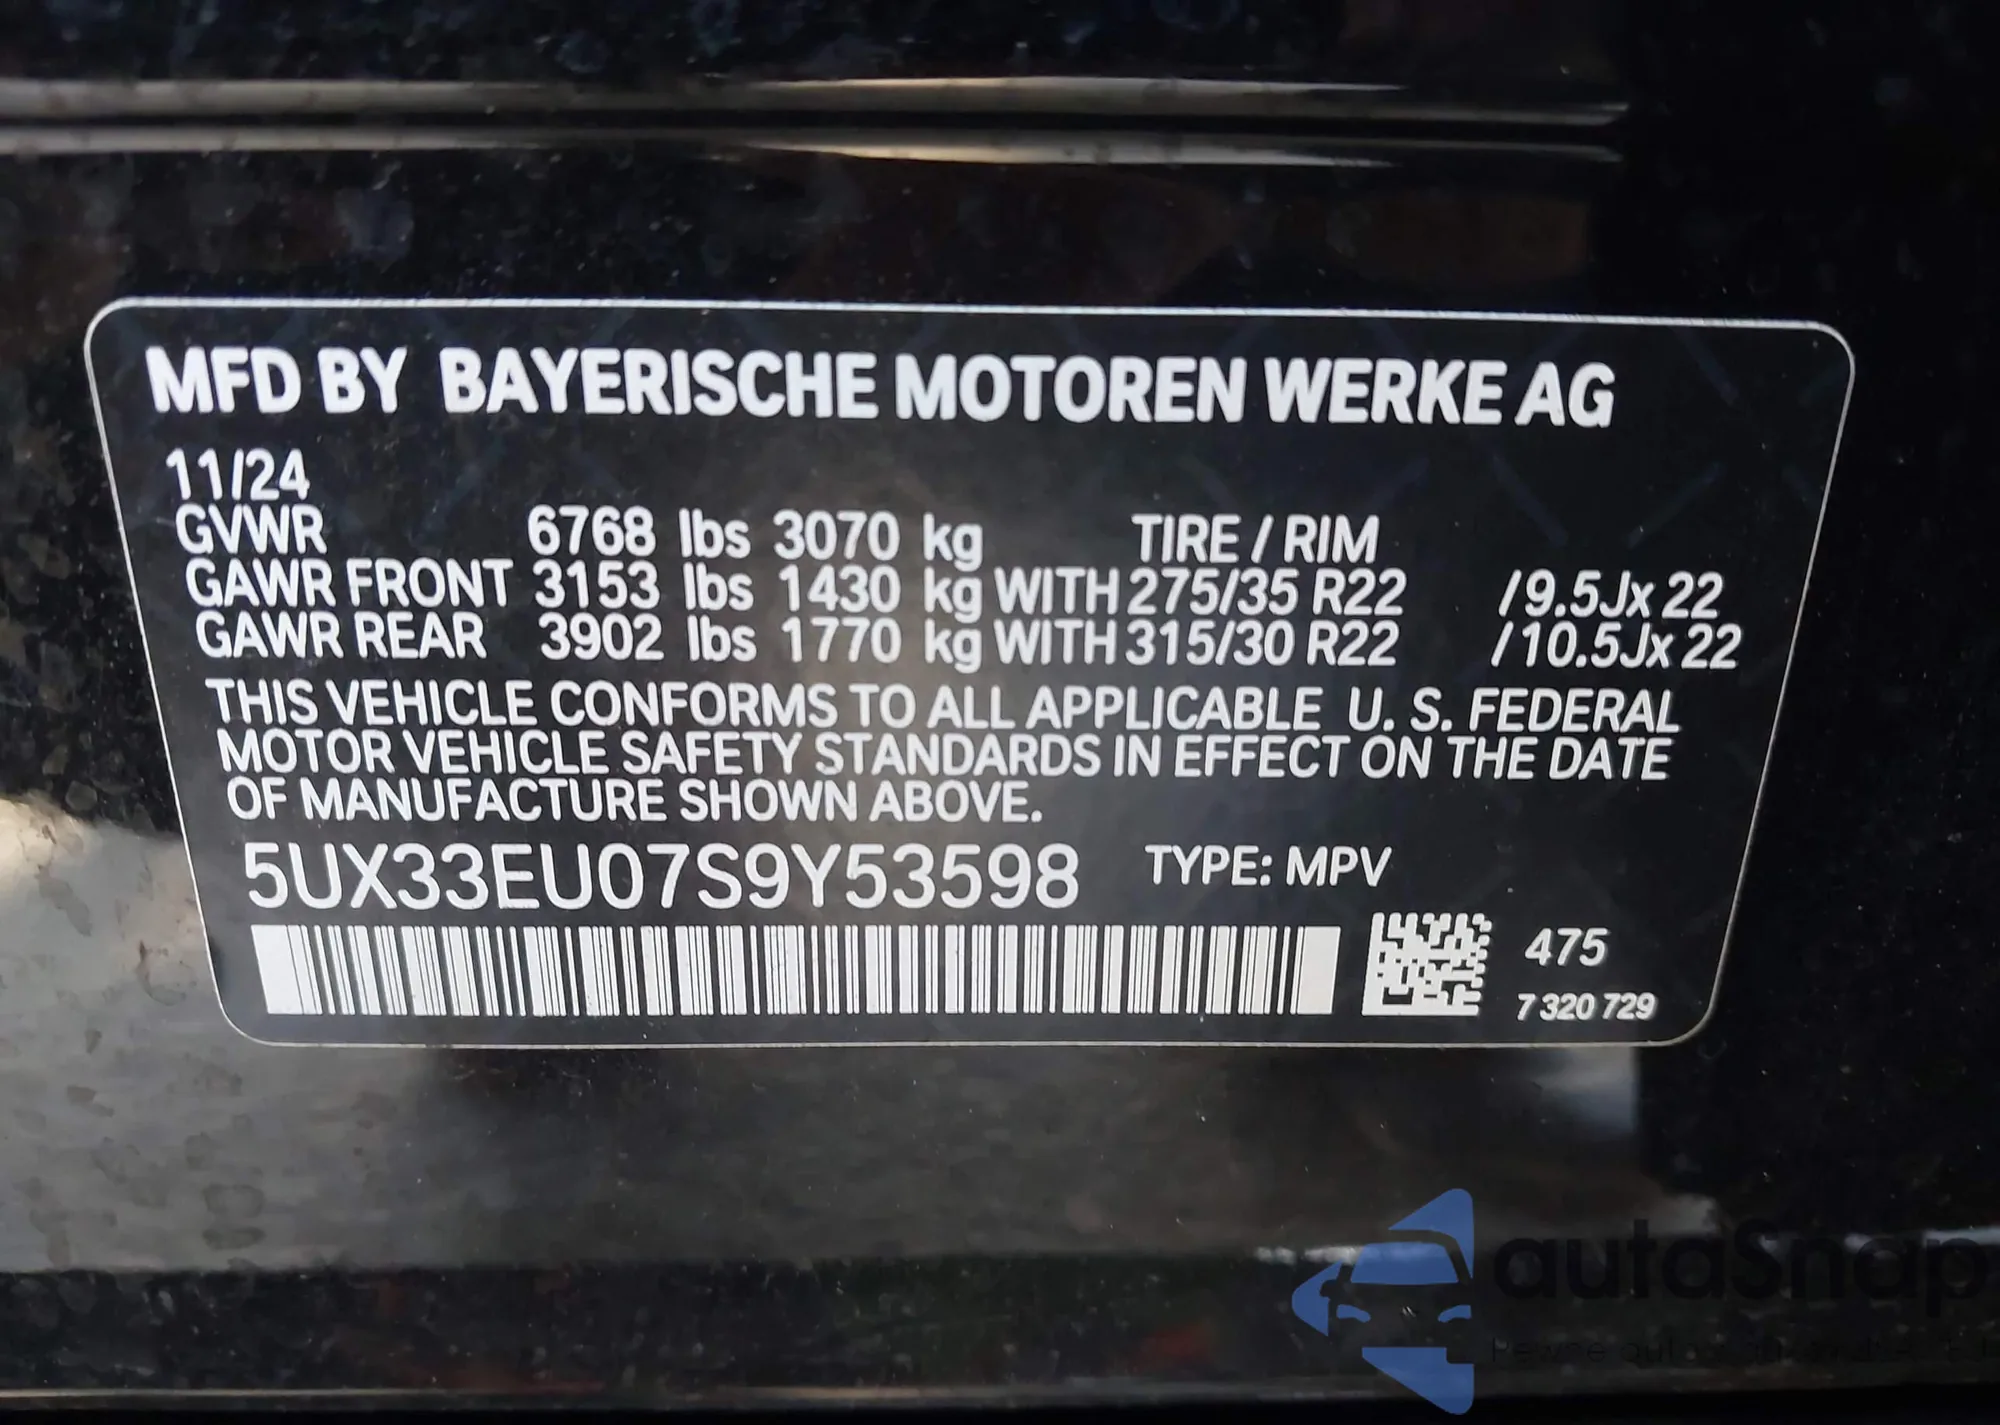 MFD BY BAYERISCHE MOTOREN WERKE AG
11/24
GVWR 6768 lbs 3070 kg TIRE / RIM
GAWR FRONT 3153 lbs 1430 kg WITH 275/35 R22 /9.5Jx 22
GAWR REAR 3902 lbs 1770 kg WITH 315/30 R22 /10.5Jx 22
THIS VEHICLE CONFORMS TO ALL APPLICABLE U. S. FEDERAL
MOTOR VEHICLE SAFETY STANDARDS IN EFFECT ON THE DATE
OF MANUFACTURE SHOWN ABOVE.
5UX33EU07S9Y53598 TYPE: MPV
475
7 320 729
autaSnap
Pewne auta